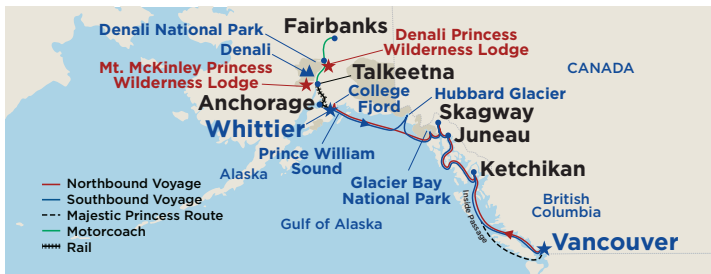 Fairbanks
Denali National Park
Denali
Denali Princess
Wilderness Lodge
Mt. McKinley Princess
Wilderness Lodge
Talkeetna
CANADA
College
Fjord
Hubbard Glacier
Anchorage
Skagway
Whittier
Juneau
Prince William
Sound
Ketchikan
Alaska
Glacier Bay
National Park
Northbound Voyage
Southbound Voyage
Majestic Princess Route
Motorcoach
Rail
Gulf of Alaska
Inside Passage
British
Columbia
Vancouver